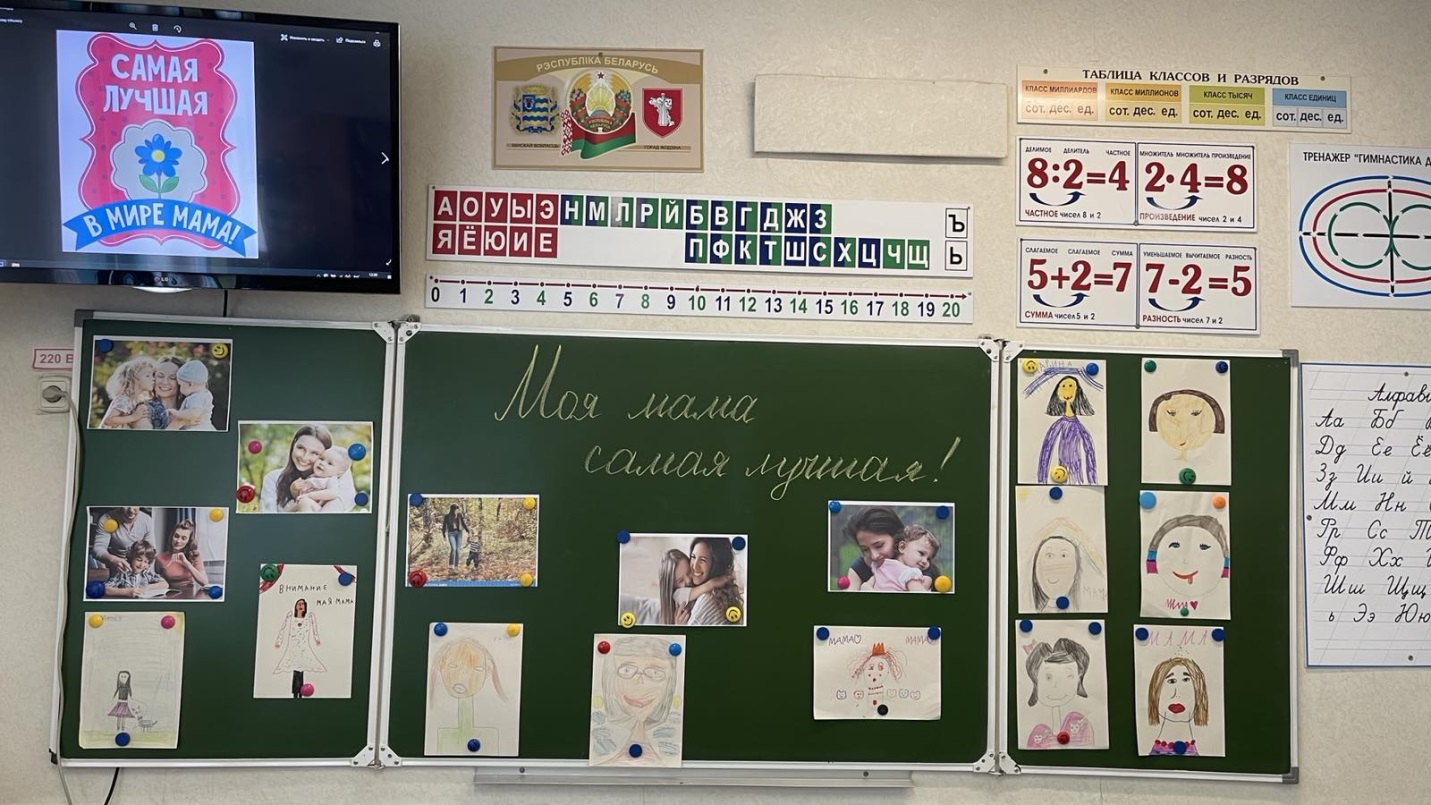 САМАЯ
ЛУЧШАЯ
В МИРЕ МАМА!
РЭСПУБЛІКА БЕЛАРУСЬ
ТАБЛИЦА КЛАССОВ И РАЗРЯДОВ
КЛАСС МИЛЛИАРДОВ КЛАСС МИЛЛИОНОВ КЛАСС ТЫСЯЧ КЛАСС ЕДИНИЦ
сот. дес. ед. сот. дес. ед. сот. дес. ед. сот. дес. ед.
ДЕЛИМОЕ ДЕЛИТЕЛЬ ЧАСТНОЕ
8:2=4
ЧАСТНОЕ чисел 8 и 2
МНОЖИТЕЛЬ МНОЖИТЕЛЬ ПРОИЗВЕДЕНИЕ
2·4=8
ПРОИЗВЕДЕНИЕ чисел 2 и 4
ТРЕНАЖЕР "ГИМНАСТИКА Д
А О У Ы Э Н М Л Р Й Б В Г Д Ж З Ъ
Я Ё Ю И Е П Ф К Т Ш С Х Ц Ч Щ Ь
0 1 2 3 4 5 6 7 8 9 10 11 12 13 14 15 16 17 18 19 20
СЛАГАЕМОЕ СЛАГАЕМОЕ СУММА
5+2=7
СУММА чисел 5 и 2
УМЕНЬШАЕМОЕ ВЫЧИТАЕМОЕ РАЗНОСТЬ
7-2=5
РАЗНОСТЬ чисел 7 и 2
220 В
Моя мама
самая лучшая!
ВНИМАНИЕ
МАЯ МАМА
МАМА
МАМА
МАМА
Алфави
Аа Бб
Дд Ее Ёё
Зз Ии й
Мм Нн
Рр Сс Т
Фф Хх
Шш Щщ
ь Ээ Юю